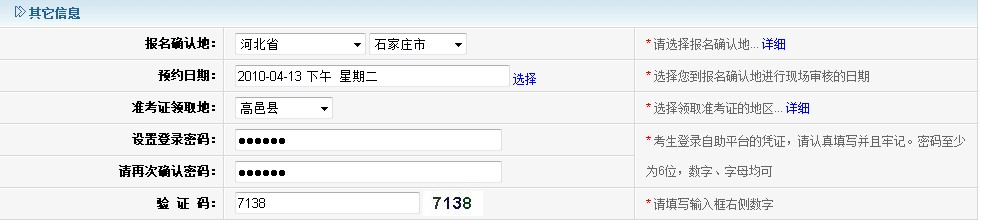 其它信息
报名确认地： 河北省 石家庄市 *请选择报名确认地... 详细
预约日期： 2010-04-13 下午 星期二 选择 *选择您到报名确认地进行现场审核的日期
准考证领取地： 高邑县 *选择领取准考证的地区... 详细
设置登录密码： ●●●●●● *考生登录自助平台的凭证，请认真填写并且牢记。密码至少
请再次确认密码： ●●●●●● 为6位，数字、字母均可
验 证 码： 7138 7138 *请填写输入框右侧数字